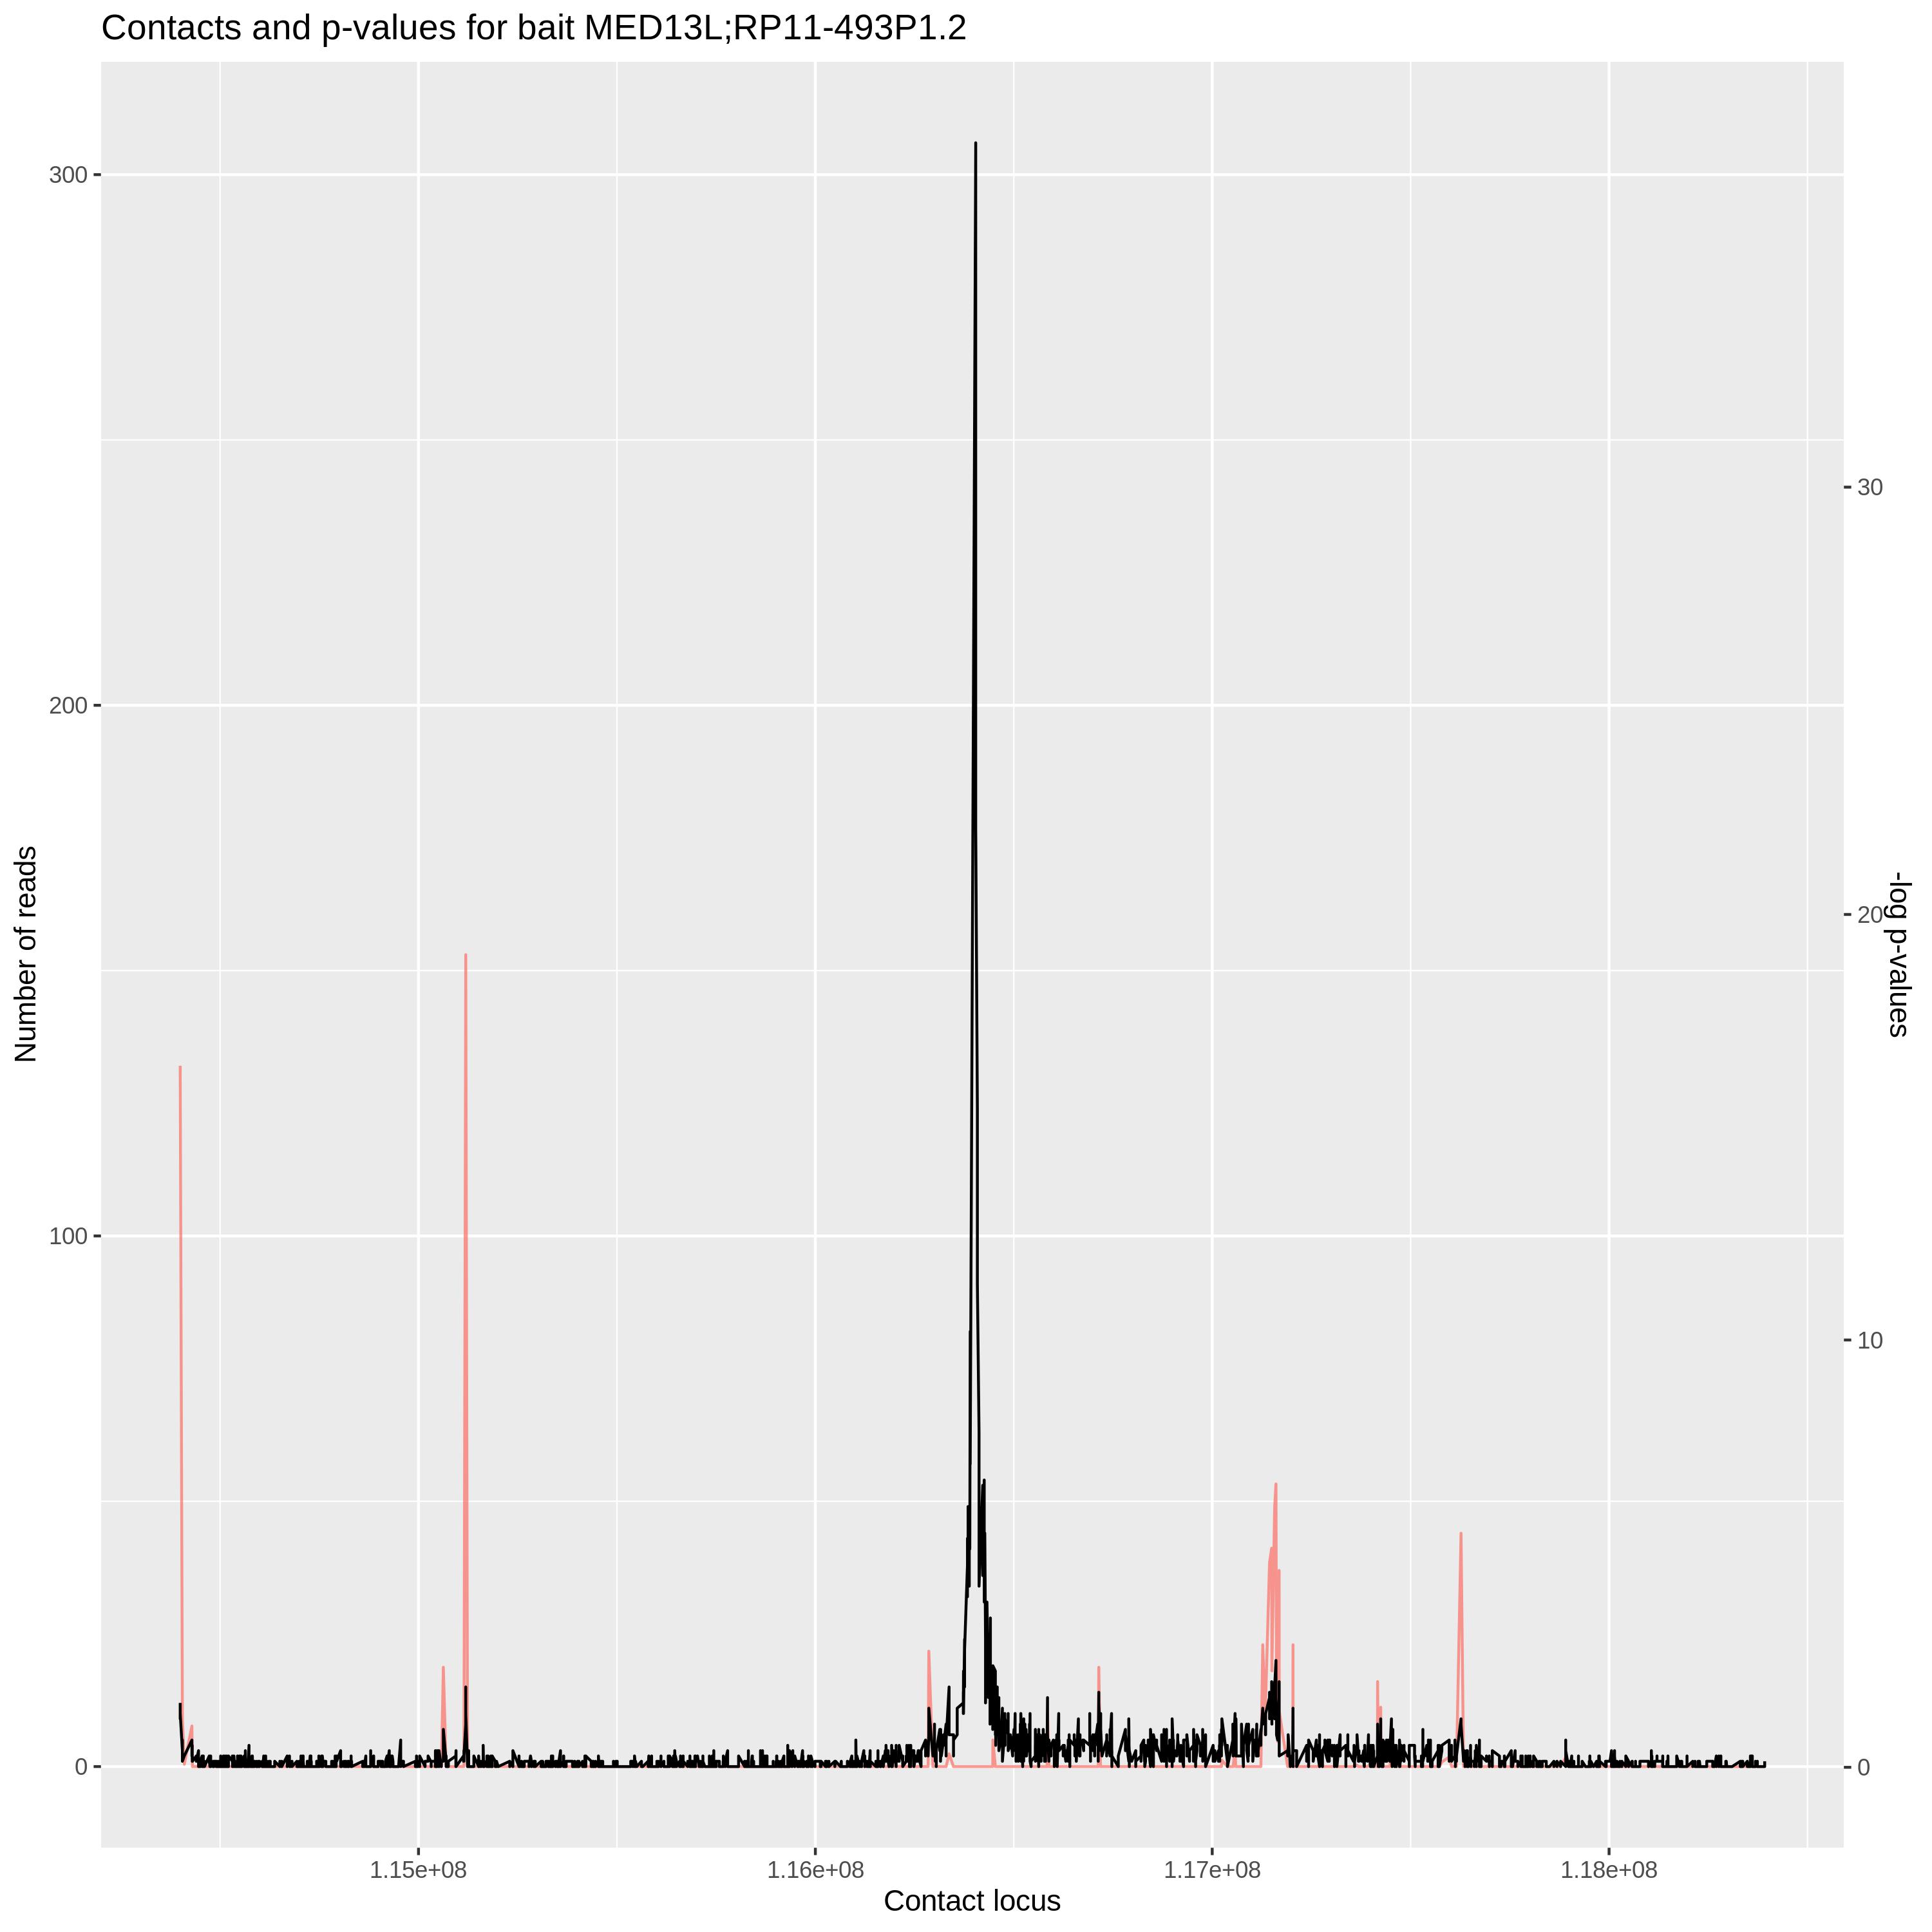 Contacts and p-values for bait MED13L;RP11-493P1.2
300
200
100
0
30
20
10
0
Number of reads
-log p-values
1.15e+08
1.16e+08
1.17e+08
1.18e+08
Contact locus